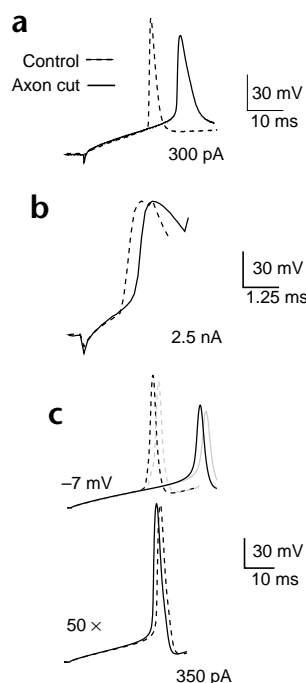 a
Control
Axon cut
30 mV
10 ms
300 pA
b
30 mV
1.25 ms
2.5 nA
c
–7 mV
30 mV
10 ms
50 ×
350 pA